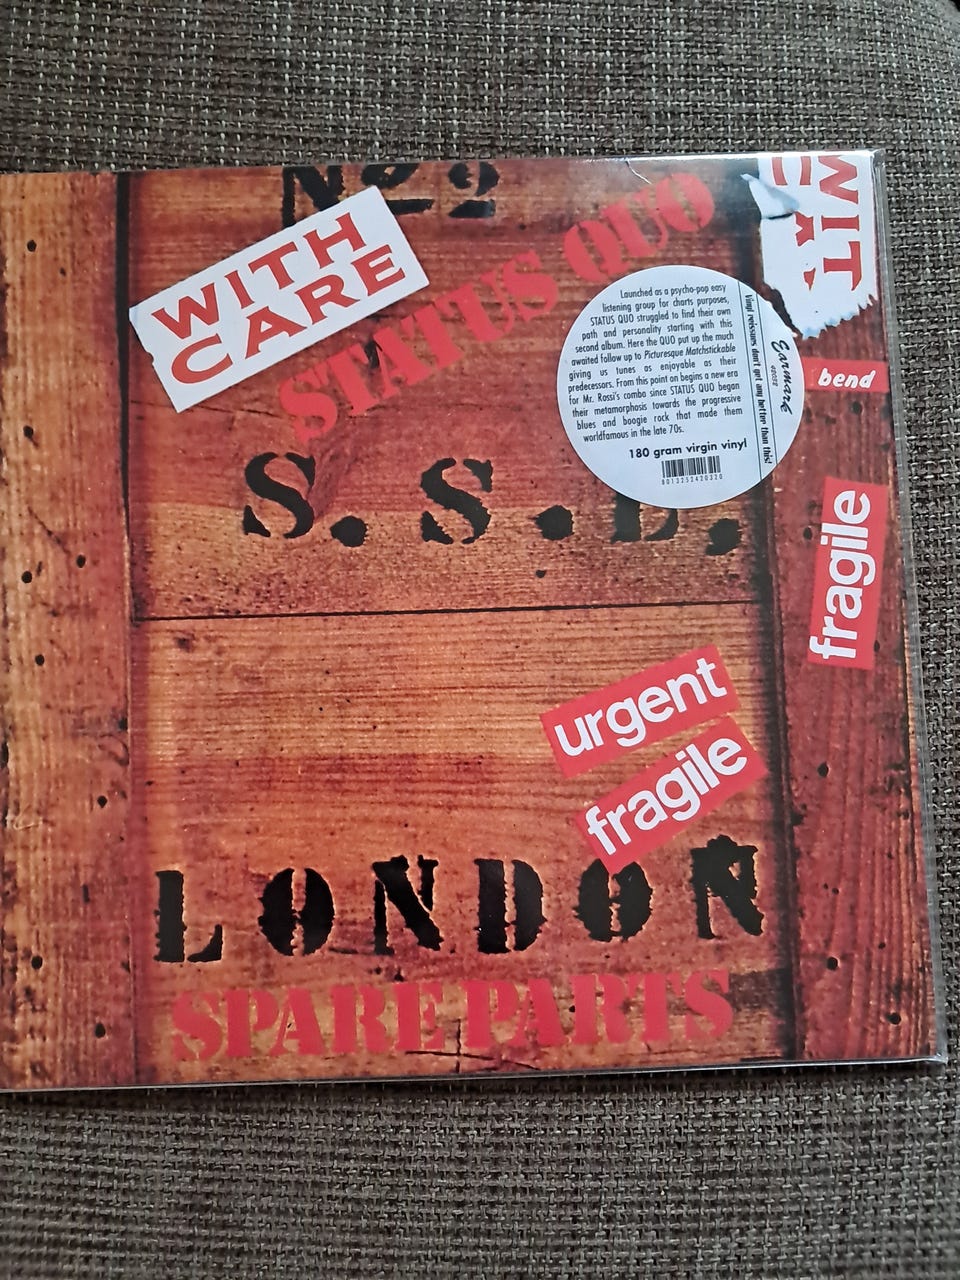 No 2
WITH
CARE
STATUS QUO
WIT
Launched as a psycho-pop easy
listening group for charts purposes,
STATUS QUO struggled to find their own
path and personality starting with this
second album. Here the QUO put up the much
awaited follow up to Picturesque Matchstickable
giving us tunes as enjoyable as their
predecessors. From this point on begins a new era
for Mr. Rossi's combo since STATUS QUO began
their metamorphosis towards the progressive
blues and boogie rock that made them
worldfamous in the late 70s.
180 gram virgin vinyl
8013252420320
Vinyl reissues don't get any better than this!
Earmark
42032
bend
S. S. L.
fragile
urgent
fragile
LONDON
SPARE PARTS